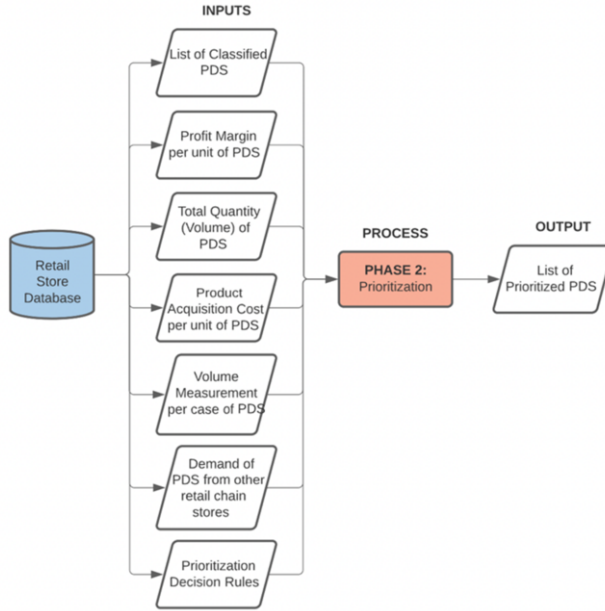 INPUTS
List of Classified
PDS
Profit Margin
per unit of PDS
Total Quantity
(Volume) of
PDS
Retail
Store
Database
Product
Acquisition Cost
per unit of PDS
Volume
Measurement
per case of PDS
Demand of
PDS from other
retail chain
stores
Prioritization
Decision Rules
PROCESS
PHASE 2:
Prioritization
OUTPUT
List of
Prioritized PDS